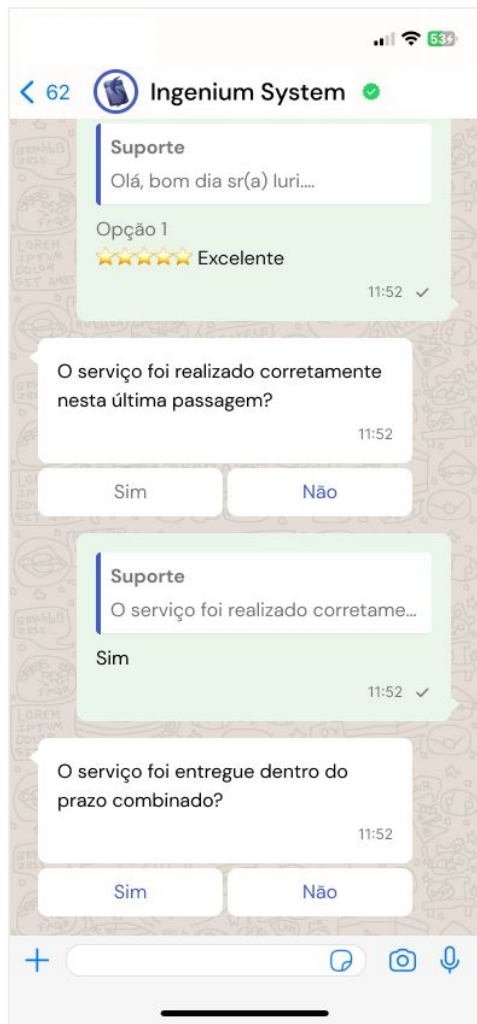 53
62 Ingenium System
Suporte
Olá, bom dia sr(a) Iuri....
Opção 1
⭐⭐⭐⭐⭐ Excelente
11:52
O serviço foi realizado corretamente
nesta última passagem?
11:52
Sim Não
Suporte
O serviço foi realizado corretame...
Sim
11:52
O serviço foi entregue dentro do
prazo combinado?
11:52
Sim Não